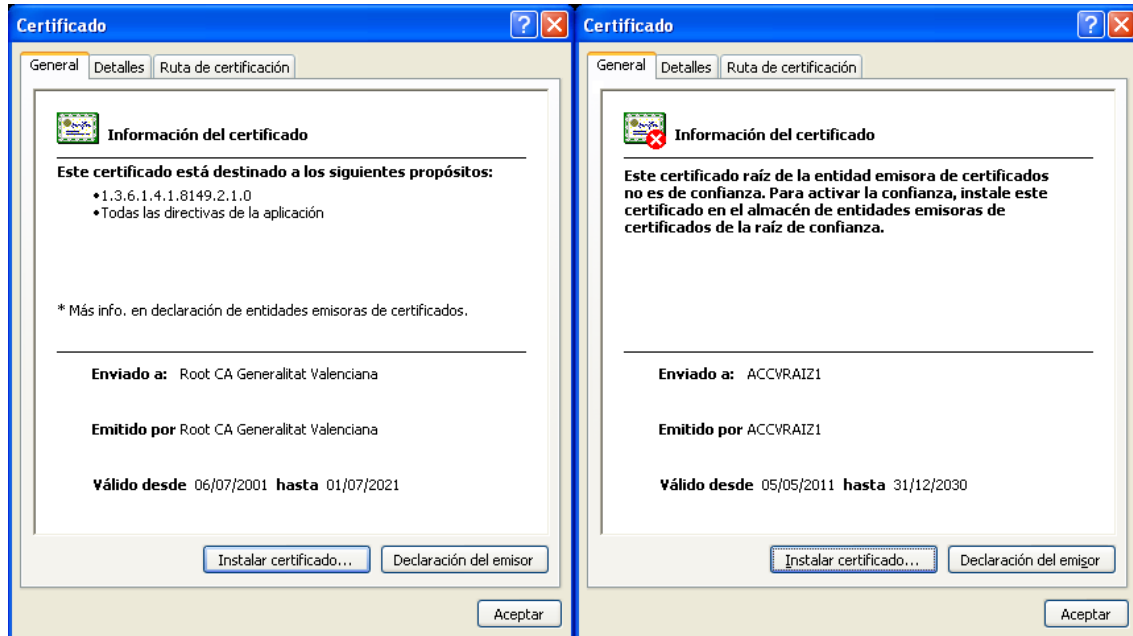 Certificado
General Detalles Ruta de certificación
Información del certificado
Este certificado está destinado a los siguientes propósitos:
•1.3.6.1.4.1.8149.2.1.0
•Todas las directivas de la aplicación
* Más info. en declaración de entidades emisoras de certificados.
Enviado a: Root CA Generalitat Valenciana
Emitido por Root CA Generalitat Valenciana
Válido desde 06/07/2001 hasta 01/07/2021
Instalar certificado... Declaración del emisor
Aceptar
Certificado
General Detalles Ruta de certificación
Información del certificado
Este certificado raíz de la entidad emisora de certificados
no es de confianza. Para activar la confianza, instale este
certificado en el almacén de entidades emisoras de
certificados de la raíz de confianza.
Enviado a: ACCVRAIZ1
Emitido por ACCVRAIZ1
Válido desde 05/05/2011 hasta 31/12/2030
Instalar certificado... Declaración del emisor
Aceptar